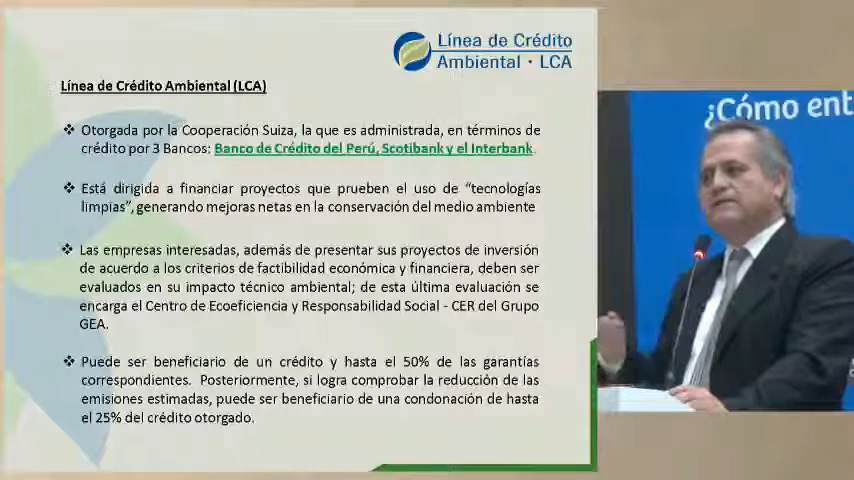 Línea de Crédito
Ambiental · LCA
Línea de Crédito Ambiental (LCA)
❖ Otorgada por la Cooperación Suiza, la que es administrada, en términos de
crédito por 3 Bancos: Banco de Crédito del Perú, Scotibank y el Interbank.
❖ Está dirigida a financiar proyectos que prueben el uso de “tecnologías
limpias”, generando mejoras netas en la conservación del medio ambiente
❖ Las empresas interesadas, además de presentar sus proyectos de inversión
de acuerdo a los criterios de factibilidad económica y financiera, deben ser
evaluados en su impacto técnico ambiental; de esta última evaluación se
encarga el Centro de Ecoeficiencia y Responsabilidad Social - CER del Grupo
GEA.
❖ Puede ser beneficiario de un crédito y hasta el 50% de las garantías
correspondientes. Posteriormente, si logra comprobar la reducción de las
emisiones estimadas, puede ser beneficiario de una condonación de hasta
el 25% del crédito otorgado.
¿Cómo ent